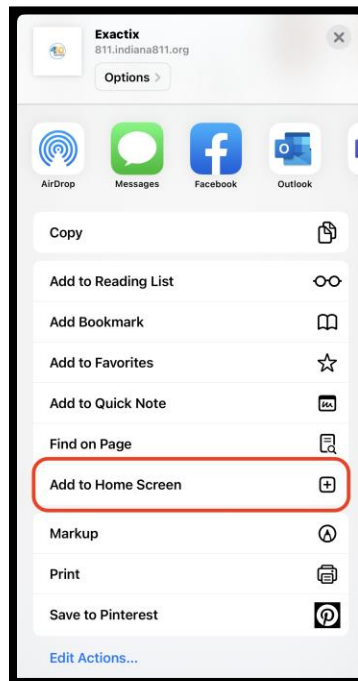 Exactix
811.indiana811.org
Options >
AirDrop
Messages
Facebook
Outlook
Copy
Add to Reading List
Add Bookmark
Add to Favorites
Add to Quick Note
Find on Page
Add to Home Screen
Markup
Print
Save to Pinterest
Edit Actions...